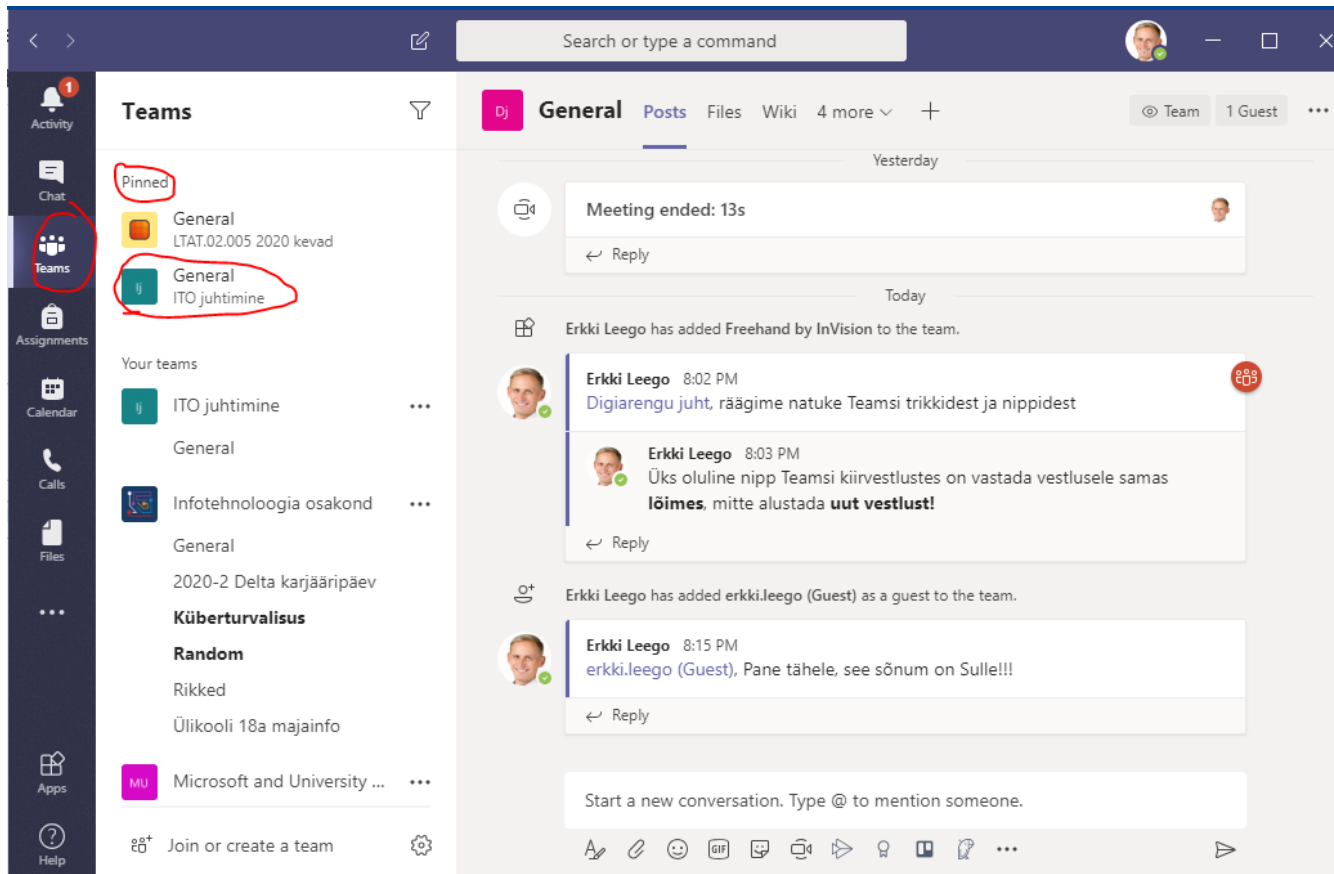 Search or type a command
1
Activity
Chat
Teams
Assignments
Calendar
Calls
Files
Apps
Help
Teams
Pinned
General
LTAT.02.005 2020 kevad
Ij
General
ITO juhtimine
Your teams
Ij
ITO juhtimine
General
Infotehnoloogia osakond
General
2020-2 Delta karjääripäev
Küberturvalisus
Random
Rikked
Ülikooli 18a majainfo
MU
Microsoft and University ...
Join or create a team
Dj
General
Posts
Files
Wiki
4 more
Team
1 Guest
Yesterday
Meeting ended: 13s
Reply
Today
Erkki Leego has added Freehand by InVision to the team.
Erkki Leego 8:02 PM
Digiarengu juht, räägime natuke Teamsi trikkidest ja nippidest
Erkki Leego 8:03 PM
Üks oluline nipp Teamsi kiirvestlustes on vastada vestlusele samas
lõimes, mitte alustada uut vestlust!
Reply
Erkki Leego has added erkki.leego (Guest) as a guest to the team.
Erkki Leego 8:15 PM
erkki.leego (Guest), Pane tähele, see sõnum on Sulle!!!
Reply
Start a new conversation. Type @ to mention someone.
GIF